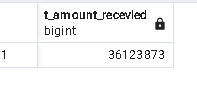 t_amount_recevied
bigint
1 36123873